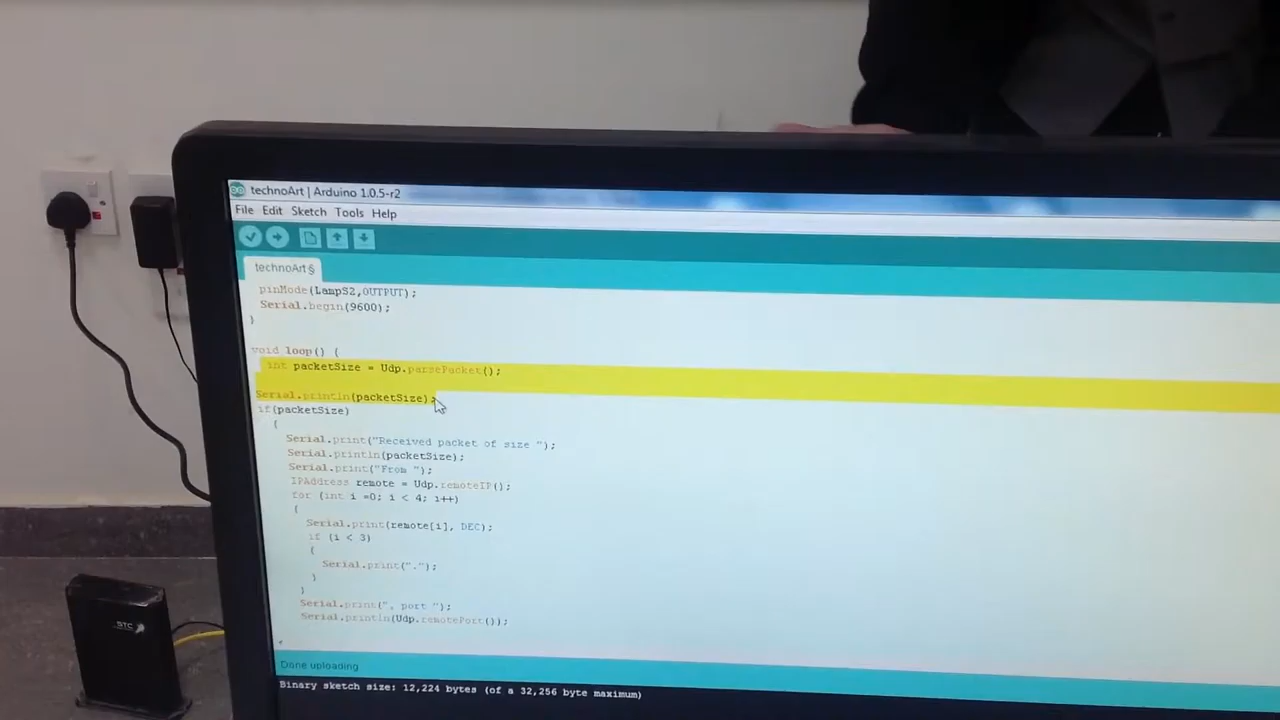 technoArt | Arduino 1.0.5-r2
File Edit Sketch Tools Help
technoArt§
pinMode(LampS2,OUTPUT);
Serial.begin(9600);
}
void loop() {
int packetSize = Udp.parsePacket();
Serial.println(packetSize);
if(packetSize)
{
Serial.print("Received packet of size ");
Serial.println(packetSize);
Serial.print("From ");
IPAddress remote = Udp.remoteIP();
for (int i =0; i < 4; i++)
{
Serial.print(remote[i], DEC);
if (i < 3)
{
Serial.print(".");
}
}
Serial.print(", port ");
Serial.println(Udp.remotePort());
Done uploading
Binary sketch size: 12,224 bytes (of a 32,256 byte maximum)
STC